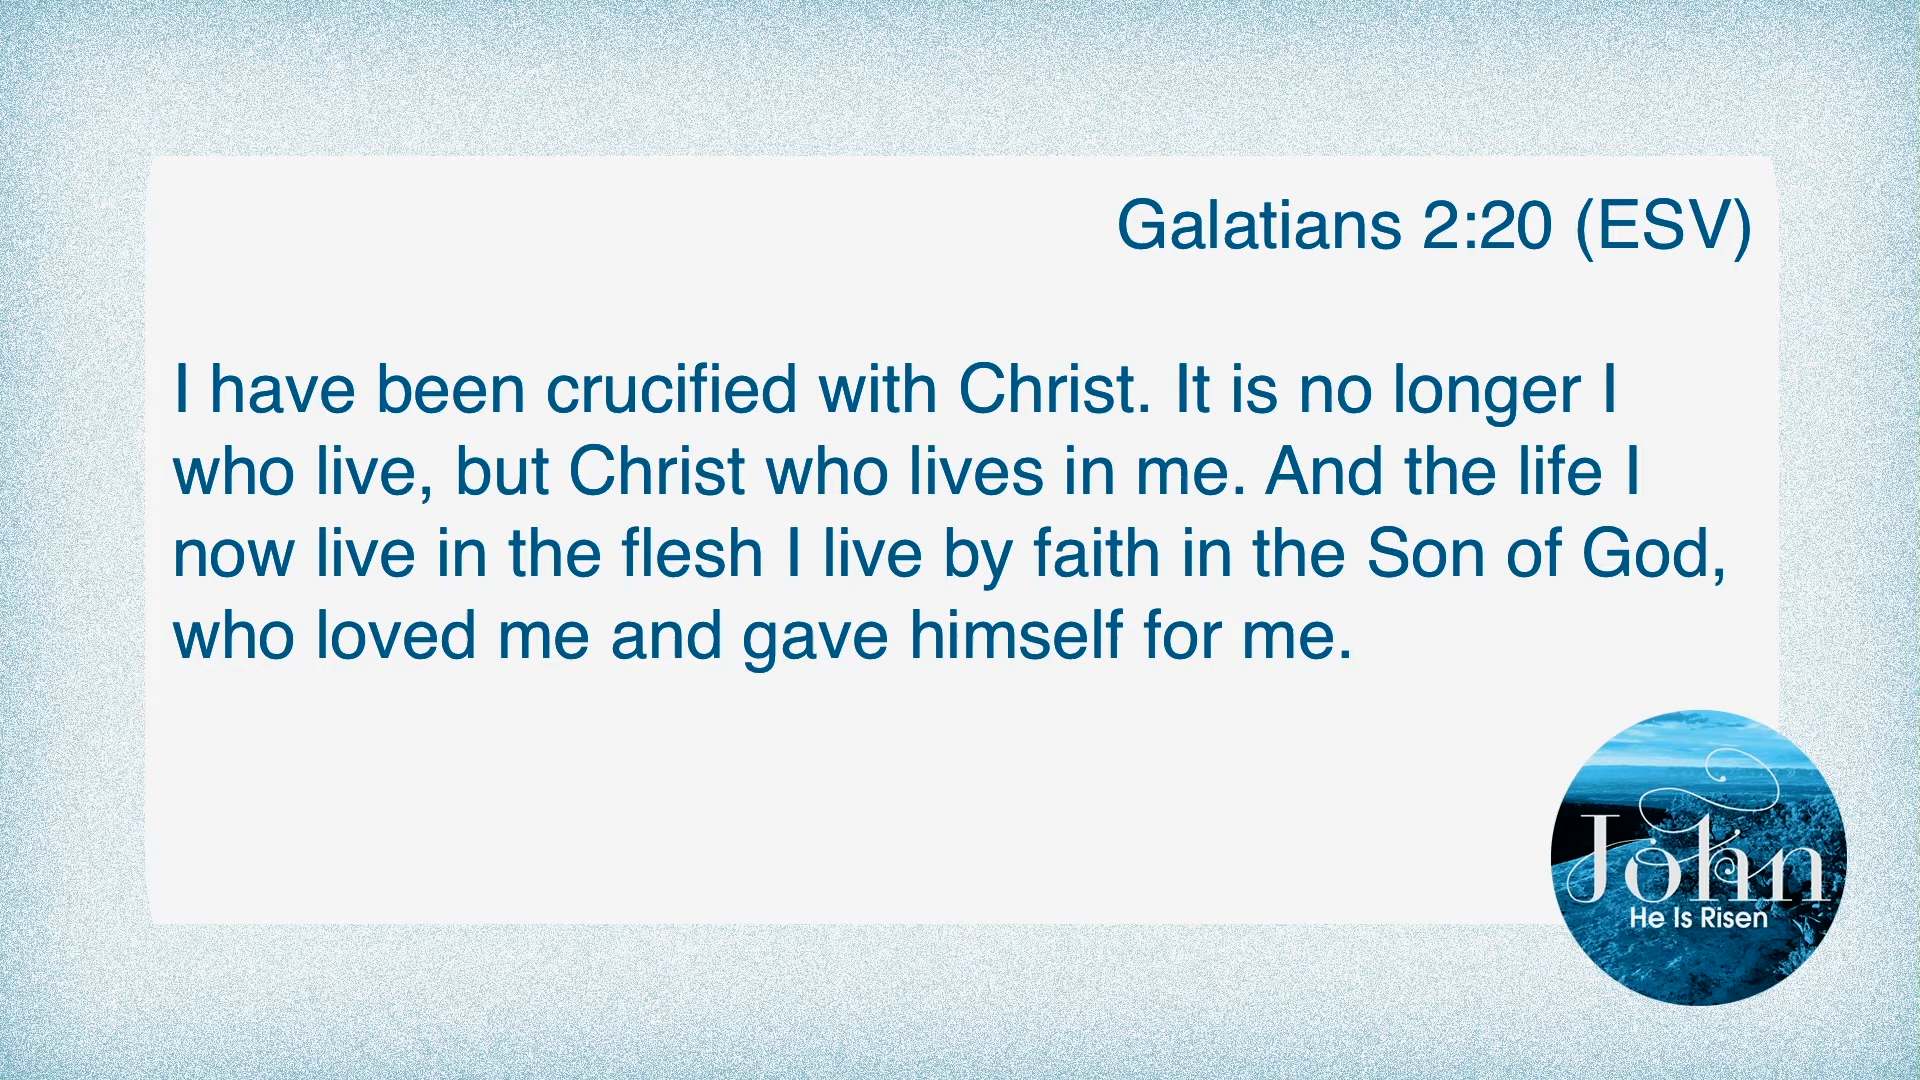 Galatians 2:20 (ESV)
I have been crucified with Christ. It is no longer I
who live, but Christ who lives in me. And the life I
now live in the flesh I live by faith in the Son of God,
who loved me and gave himself for me.
John
He Is Risen